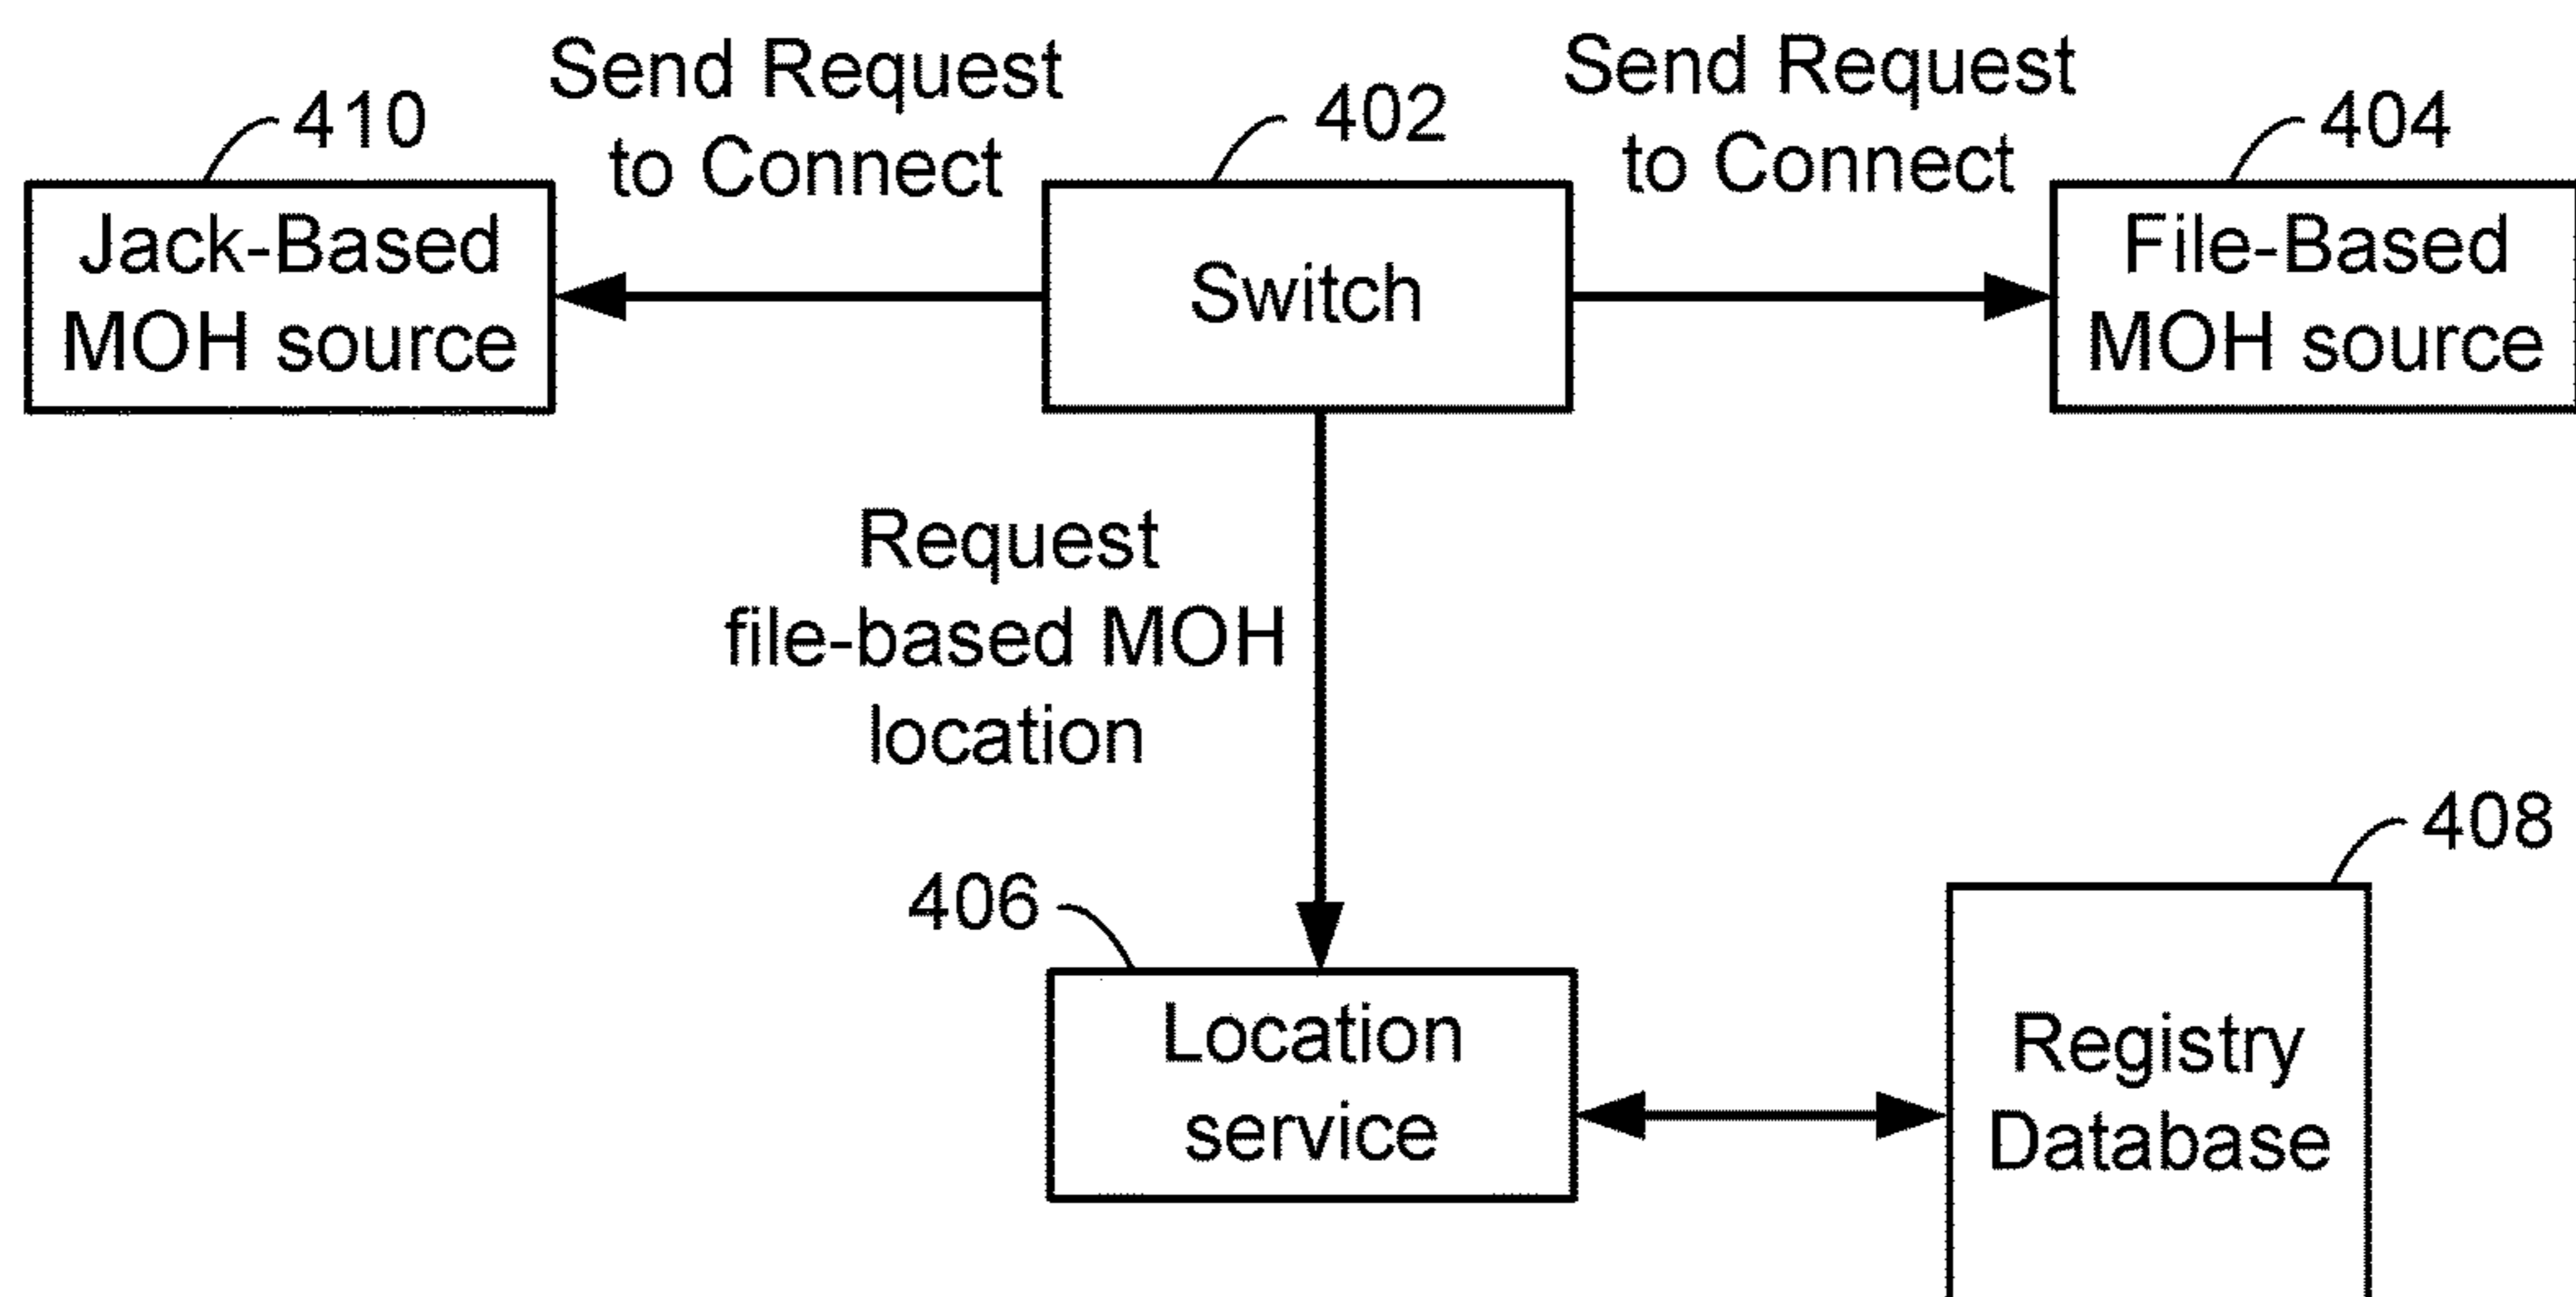 Send Request
to Connect
Send Request
to Connect
410
402
404
Jack-Based
MOH source
Switch
File-Based
MOH source
Request
file-based MOH
location
406
408
Location
service
Registry
Database